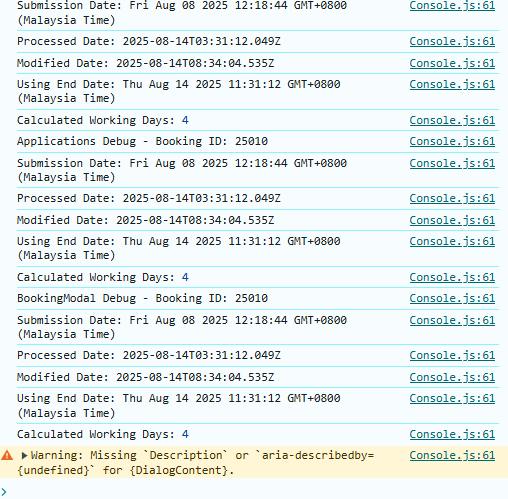 Submission Date: Fri Aug 08 2025 12:18:44 GMT+0800 Console.js:61
(Malaysia Time)
Processed Date: 2025-08-14T03:31:12.049Z Console.js:61
Modified Date: 2025-08-14T08:34:04.535Z Console.js:61
Using End Date: Thu Aug 14 2025 11:31:12 GMT+0800 Console.js:61
(Malaysia Time)
Calculated Working Days: 4 Console.js:61
Applications Debug - Booking ID: 25010 Console.js:61
Submission Date: Fri Aug 08 2025 12:18:44 GMT+0800 Console.js:61
(Malaysia Time)
Processed Date: 2025-08-14T03:31:12.049Z Console.js:61
Modified Date: 2025-08-14T08:34:04.535Z Console.js:61
Using End Date: Thu Aug 14 2025 11:31:12 GMT+0800 Console.js:61
(Malaysia Time)
Calculated Working Days: 4 Console.js:61
BookingModal Debug - Booking ID: 25010 Console.js:61
Submission Date: Fri Aug 08 2025 12:18:44 GMT+0800 Console.js:61
(Malaysia Time)
Processed Date: 2025-08-14T03:31:12.049Z Console.js:61
Modified Date: 2025-08-14T08:34:04.535Z Console.js:61
Using End Date: Thu Aug 14 2025 11:31:12 GMT+0800 Console.js:61
(Malaysia Time)
Calculated Working Days: 4 Console.js:61
Warning: Missing `Description` or `aria-describedby= Console.js:61
{undefined}` for {DialogContent}.